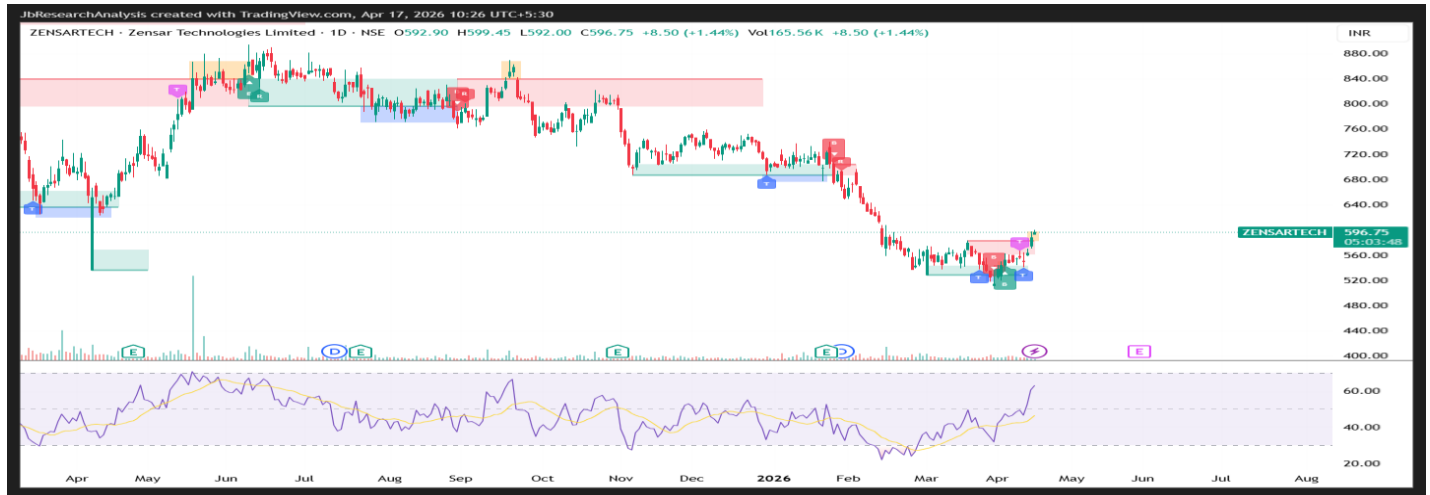 JbResearchAnalysis created with TradingView.com, Apr 17, 2026 10:26 UTC+5:30
ZENSARTECH · Zensar Technologies Limited · 1D · NSE O592.90 H599.45 L592.00 C596.75 +8.50 (+1.44%) Vol165.56K +8.50 (+1.44%)
INR
880.00
840.00
800.00
760.00
720.00
680.00
640.00
ZENSARTECH 596.75
05:03:48
560.00
520.00
480.00
440.00
400.00
E D E E E D E
60.00
40.00
20.00
Apr May Jun Jul Aug Sep Oct Nov Dec 2026 Feb Mar Apr May Jun Jul Aug